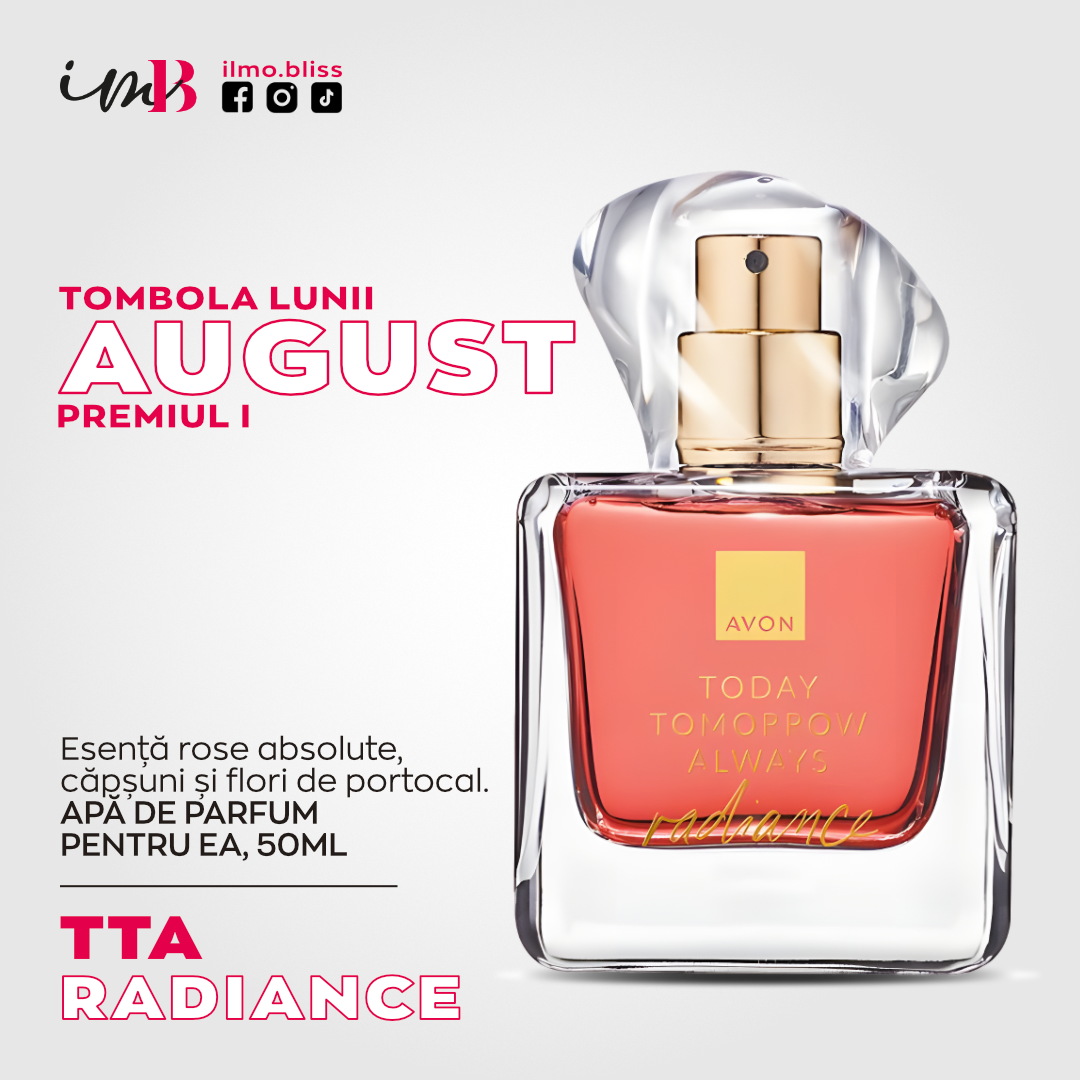 imB
ilmo.bliss
TOMBOLA LUNII
AUGUST
PREMIUL I
AVON
TODAY
TOMORROW
ALWAYS
radiance
Esență rose absolute,
căpșuni și flori de portocal.
APĂ DE PARFUM
PENTRU EA, 50ML
TTA
RADIANCE